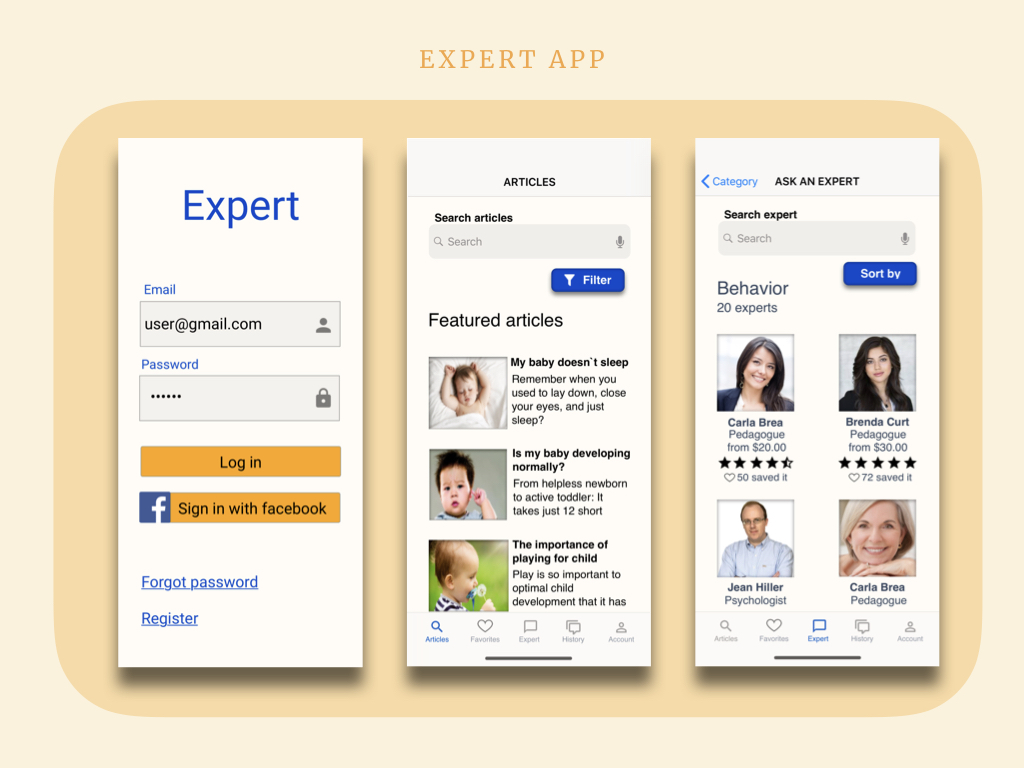 EXPERT APP
Expert
Email
user@gmail.com
Password
••••••
Log in
f Sign in with facebook
Forgot password
Register
ARTICLES
Search articles
Search
Filter
Featured articles
My baby doesn`t sleep
Remember when you
used to lay down, close
your eyes, and just
sleep?
Is my baby developing
normally?
From helpless newborn
to active toddler: It
takes just 12 short
The importance of
playing for child
Play is so important to
optimal child
development that it has
Articles Favorites Expert History Account
Category ASK AN EXPERT
Search expert
Search
Sort by
Behavior
20 experts
Carla Brea
Pedagogue
from $20.00
50 saved it
Brenda Curt
Pedagogue
from $30.00
72 saved it
Jean Hiller
Psychologist
Carla Brea
Pedagogue
Articles Favorites Expert History Account